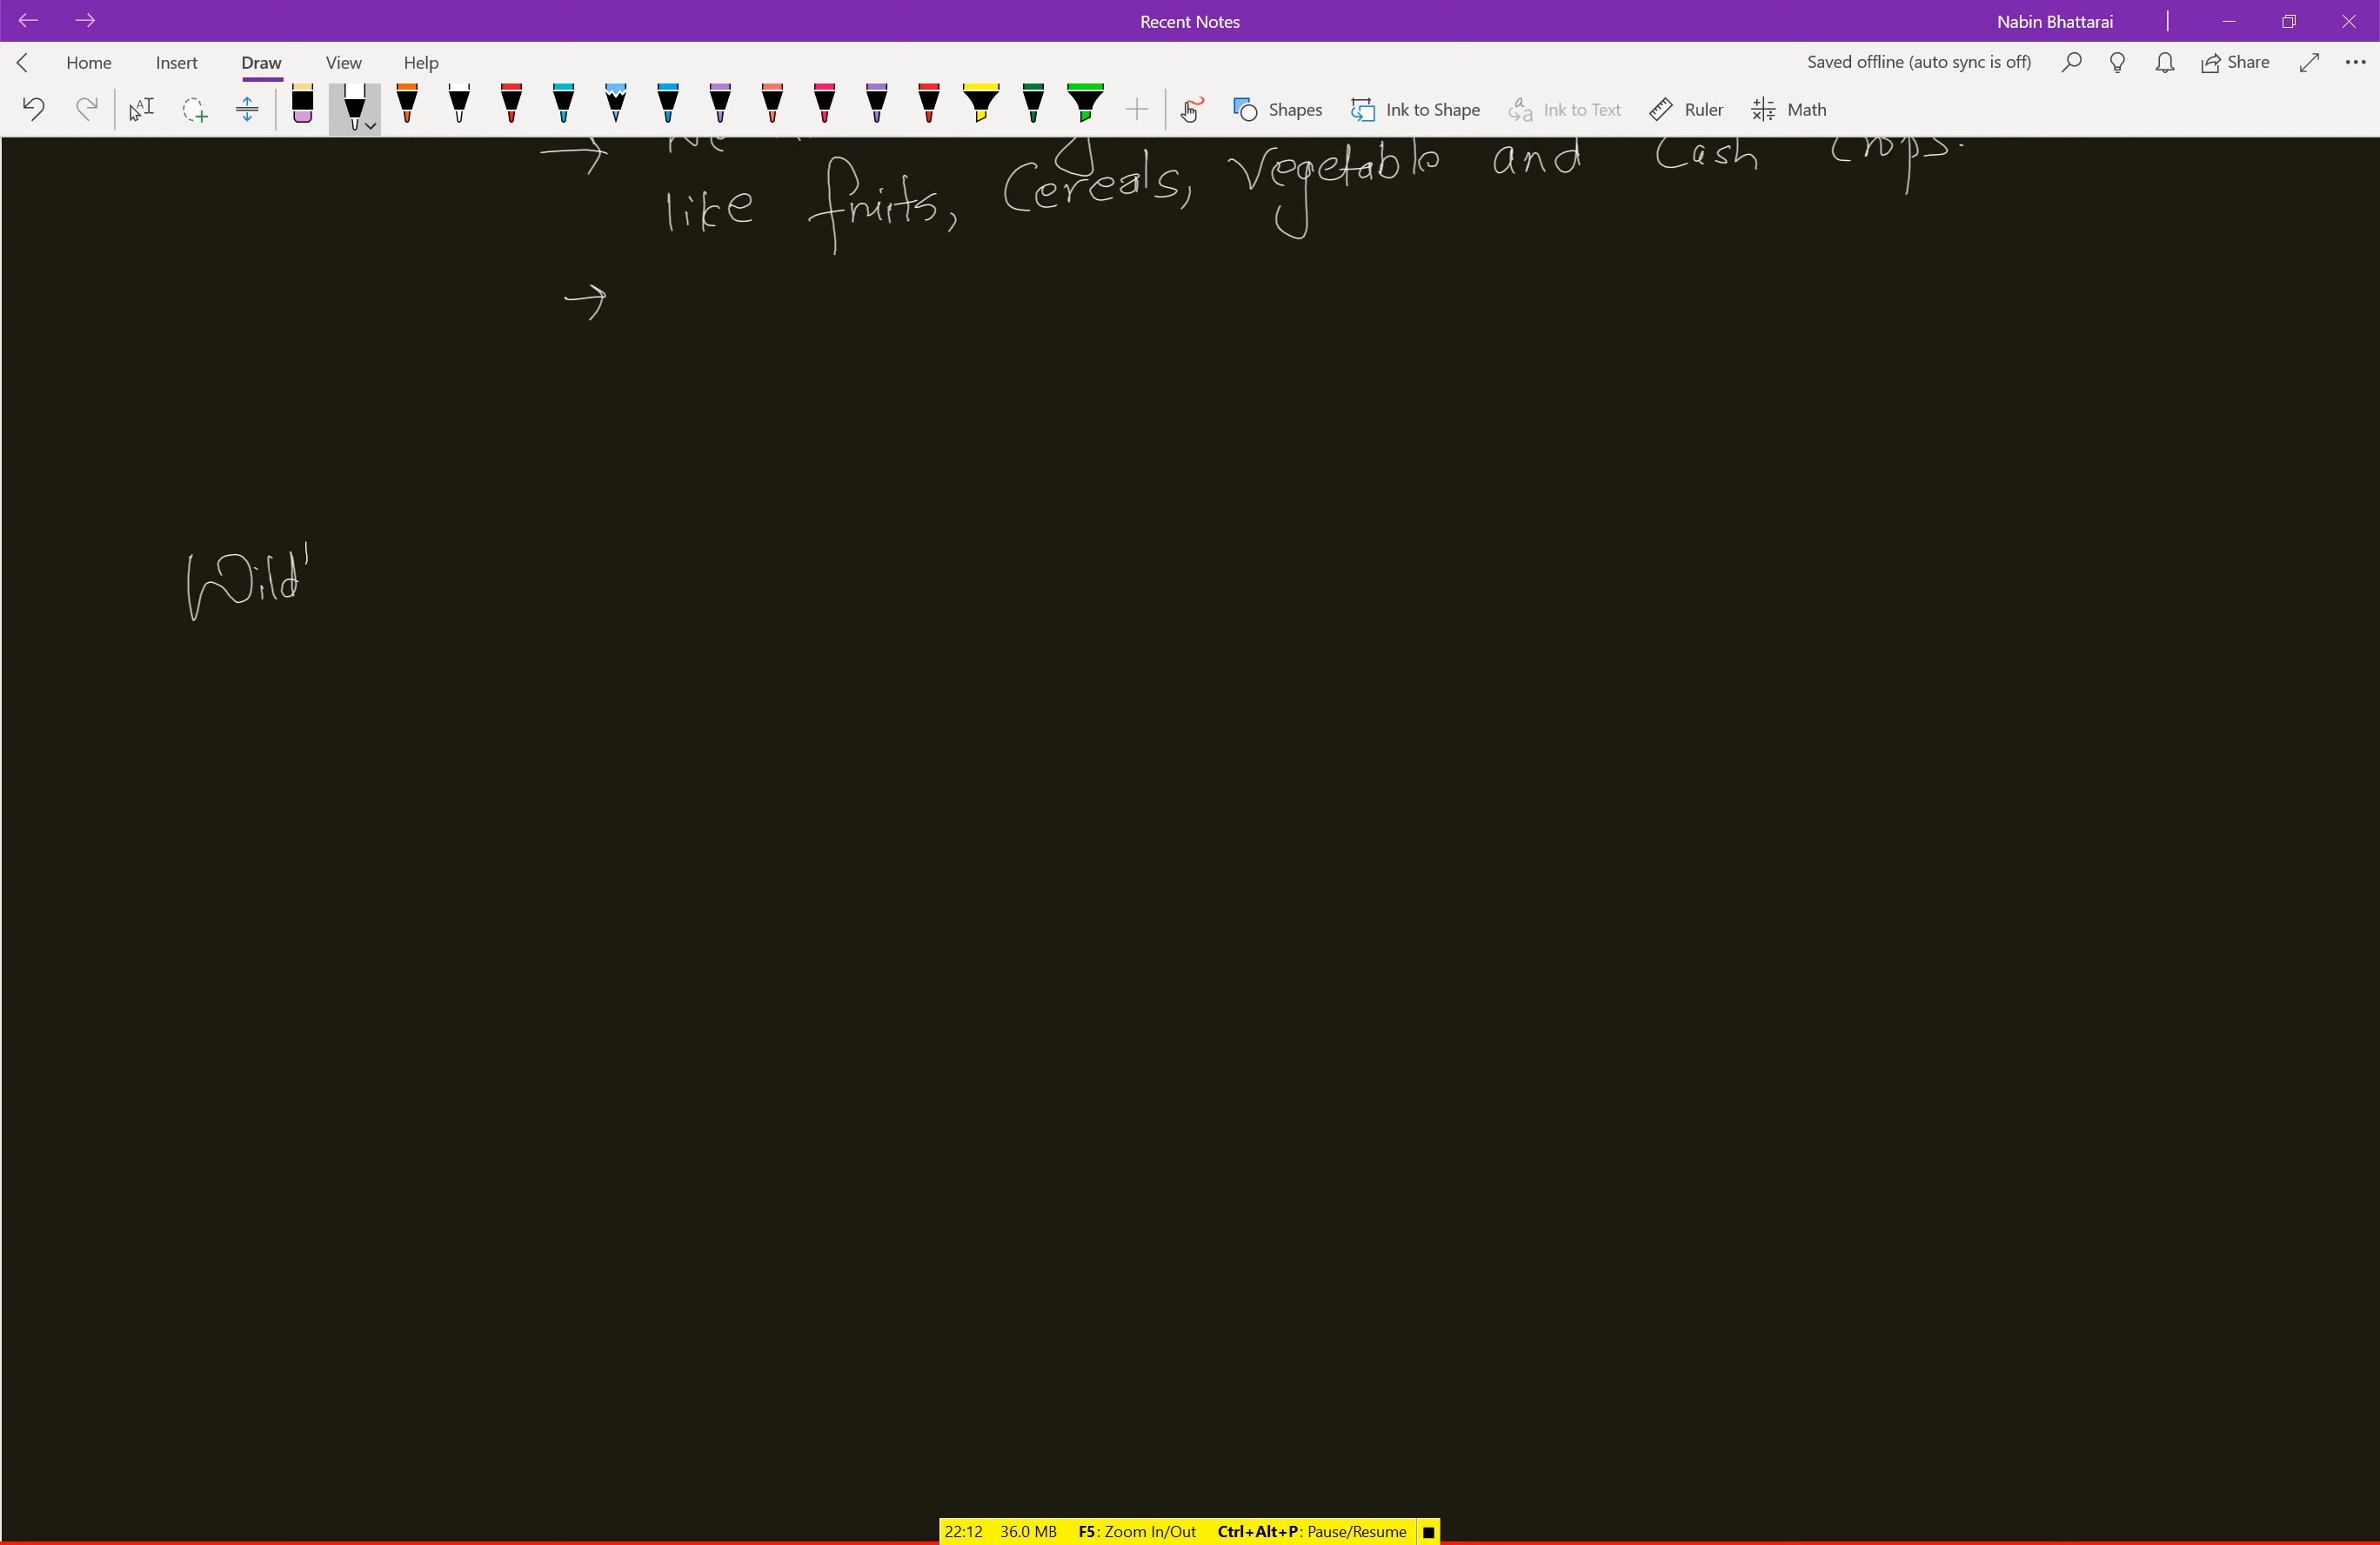 Recent Notes
Nabin Bhattarai
Home Insert Draw View Help
Saved offline (auto sync is off)
Share
Shapes Ink to Shape Ink to Text Ruler Math
→ and Cash Crops.
like fruits, Cereals, Vegetable
→
Wild
22:12 36.0 MB F5: Zoom In/Out Ctrl+Alt+P: Pause/Resume